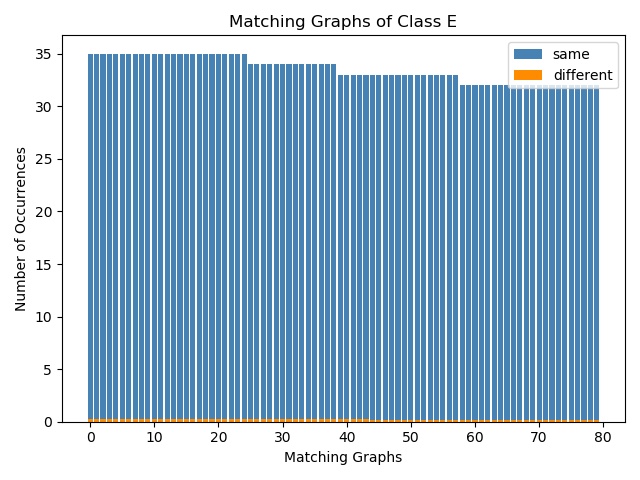 Matching Graphs of Class E
same
different
Number of Occurrences
35
30
25
20
15
10
5
0
0 10 20 30 40 50 60 70 80
Matching Graphs